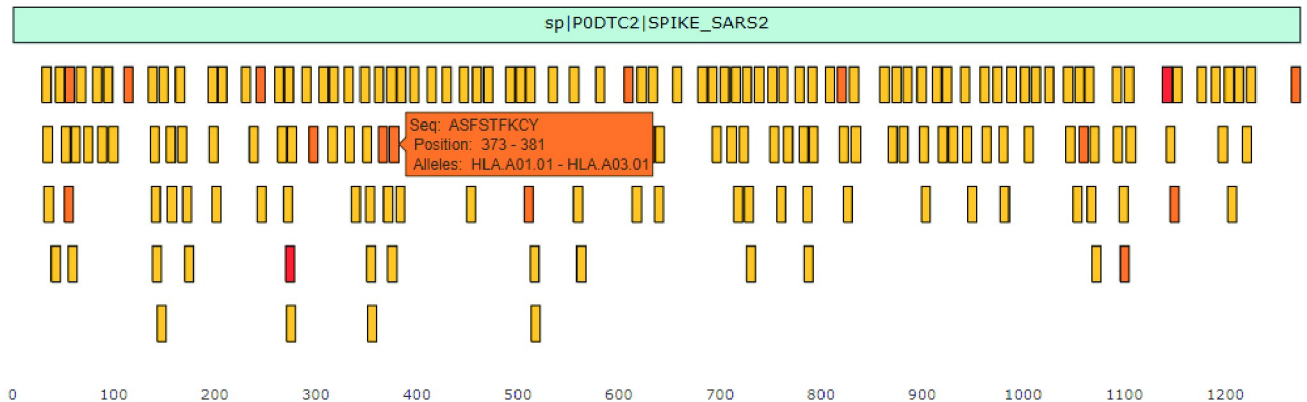 sp|P0DTC2|SPIKE_SARS2
Seq: ASFSTFKCY
Position: 373 - 381
Alleles: HLA.A01.01 - HLA.A03.01
0 100 200 300 400 500 600 700 800 900 1000 1100 1200